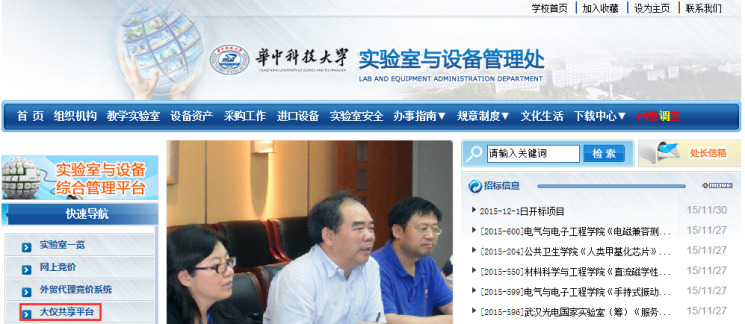 学校首页 | 加入收藏 | 设为主页 | 联系我们
华中科技大学 实验室与设备管理处
LAB AND EQUIPMENT ADMINISTRATION DEPARTMENT
首 页 组织机构 教学实验室 设备资产 采购工作 进口设备 实验室安全 办事指南▼ 规章制度▼ 文化生活 下载中心▼ 调
实验室与设备
综合管理平台
快速导航
实验室一览
网上竞价
外贸代理竞价系统
大仪共享平台
请输入关键词 检 索 处长信箱
招标信息 MORE
2015-12-1日开标项目 15/11/30
[2015-600]电气与电子工程学院《电磁兼容测... 15/11/27
[2015-204]公共卫生学院《人类甲基化芯片》... 15/11/27
[2015-550]材料科学与工程学院《直流磁学性... 15/11/27
[2015-599]电气与电子工程学院《手持式振动... 15/11/27
[2015-596]武汉光电国家实验室（筹）《服务... 15/11/27